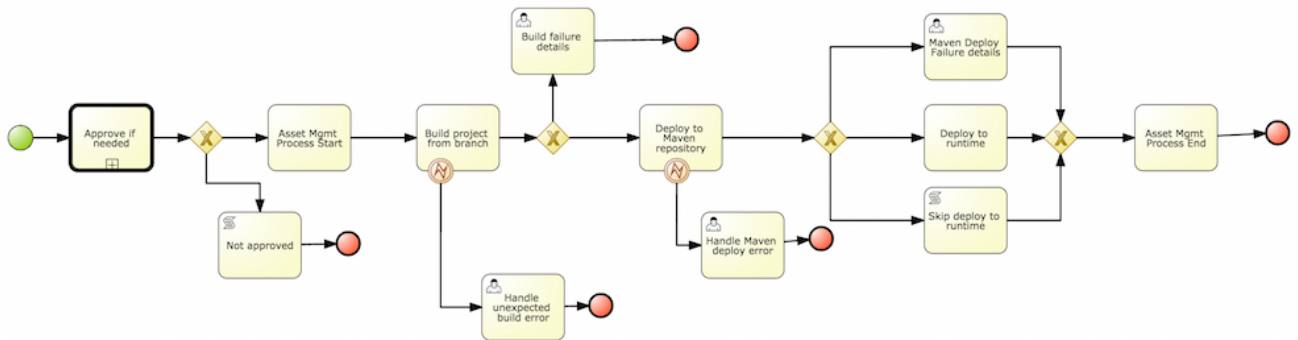 Build failure
details
Maven Deploy
Failure details
Approve if
needed
Asset Mgmt
Process Start
Build project
from branch
Deploy to
Maven
repository
Deploy to
runtime
Asset Mgmt
Process End
Not approved
Handle Maven
deploy error
Skip deploy to
runtime
Handle
unexpected
build error